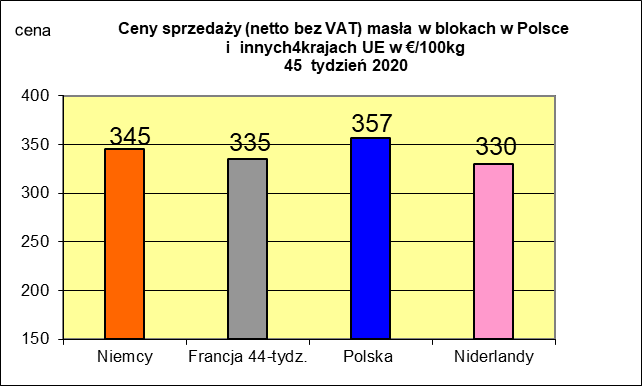 cena
Ceny sprzedaży (netto bez VAT) masła w blokach w Polsce
i innych4krajach UE w €/100kg
45 tydzień 2020
400
350
300
250
200
150
345
335
357
330
Niemcy
Francja 44-tydz.
Polska
Niderlandy